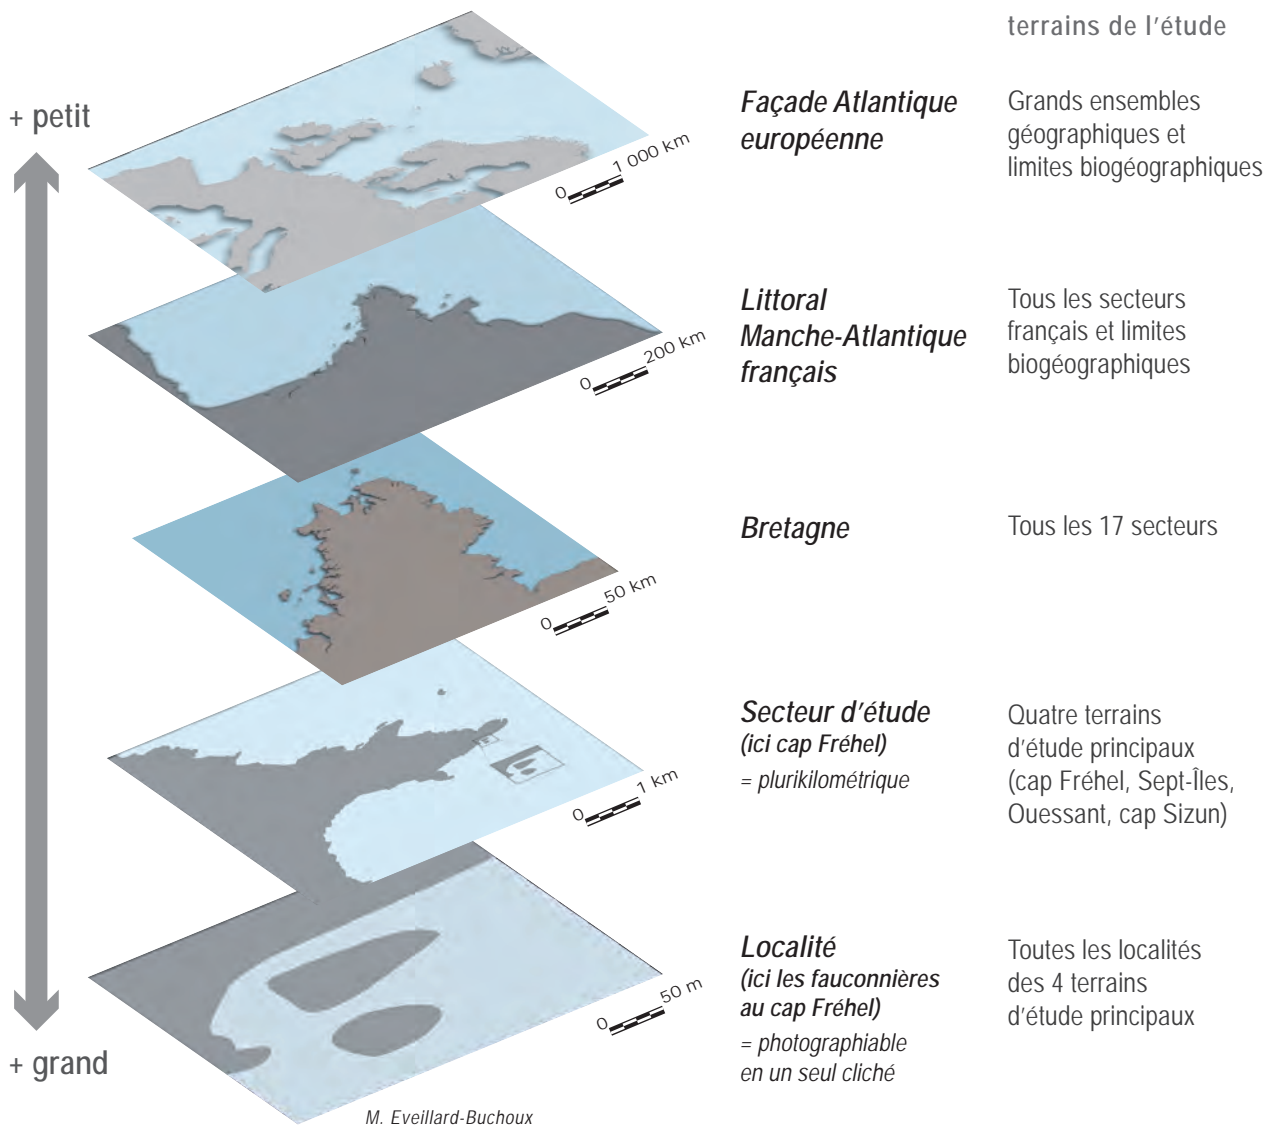 terrains de l'étude
+ petit
Façade Atlantique
européenne
Grands ensembles
géographiques et
limites biogéographiques
0 1 000 km
Littoral
Manche-Atlantique
français
Tous les secteurs
français et limites
biogéographiques
0 200 km
Bretagne
Tous les 17 secteurs
0 50 km
Secteur d'étude
(ici cap Fréhel)
= plurikilométrique
Quatre terrains
d'étude principaux
(cap Fréhel, Sept-Îles,
Ouessant, cap Sizun)
0 1 km
Localité
(ici les fauconnières
au cap Fréhel)
= photographiable
en un seul cliché
Toutes les localités
des 4 terrains
d'étude principaux
0 50 m
+ grand
M. Eveillard-Buchoux